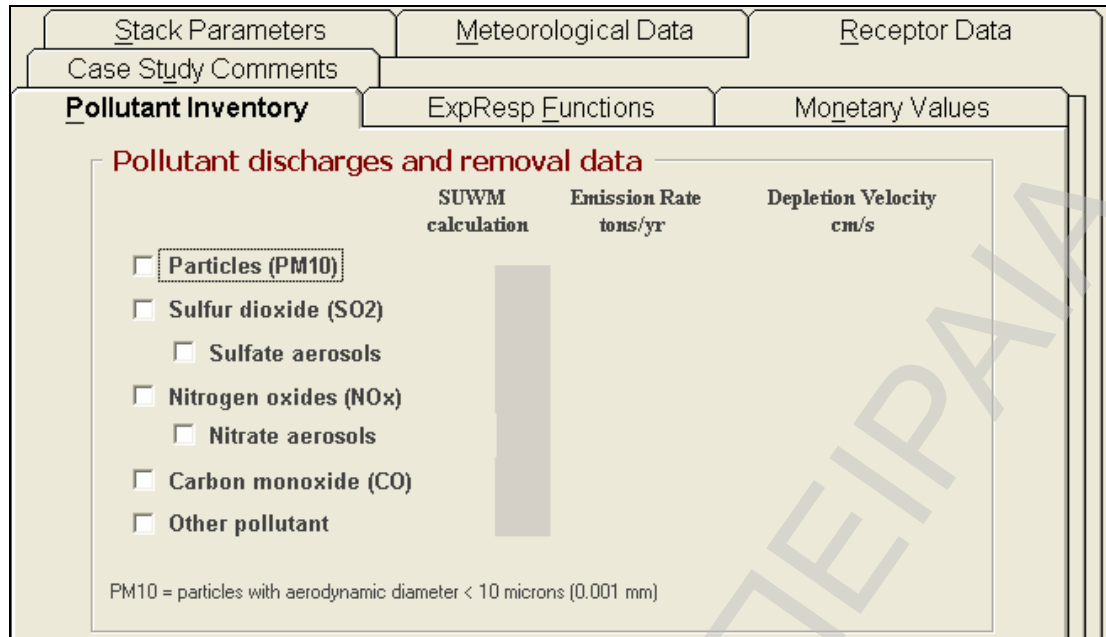 Stack Parameters Meteorological Data Receptor Data
Case Study Comments
Pollutant Inventory ExpResp Functions Monetary Values
Pollutant discharges and removal data
SUWM Emission Rate Depletion Velocity
calculation tons/yr cm/s
Particles (PM10)
Sulfur dioxide (SO2)
Sulfate aerosols
Nitrogen oxides (NOx)
Nitrate aerosols
Carbon monoxide (CO)
Other pollutant
PM10 = particles with aerodynamic diameter < 10 microns (0.001 mm)
ΠΕΙΡΑΙΑ